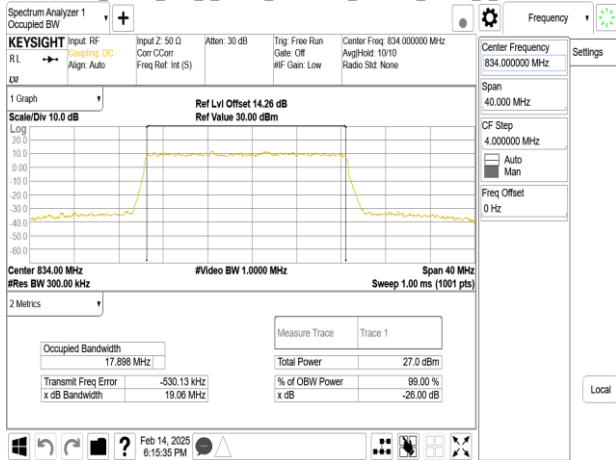 Spectrum Analyzer 1
Occupied BW
Frequency
KEYSIGHT
RL
LXI
Input: RF
Coupling: DC
Align: Auto
Input Z: 50 Ω
Corr CCorr
Freq Ref: Int (S)
Atten: 30 dB
Trig: Free Run
Gate: Off
#IF Gain: Low
Center Freq: 834.000000 MHz
Avg|Hold: 10/10
Radio Std: None
Center Frequency
834.000000 MHz
Settings
Span
40.000 MHz
CF Step
4.000000 MHz
Auto
Man
Freq Offset
0 Hz
Local
1 Graph
Scale/Div 10.0 dB
Ref Lvl Offset 14.26 dB
Ref Value 30.00 dBm
Log
20.0
10.0
0.00
-10.0
-20.0
-30.0
-40.0
-50.0
-60.0
Center 834.00 MHz
#Video BW 1.0000 MHz
Span 40 MHz
#Res BW 300.00 kHz
Sweep 1.00 ms (1001 pts)
2 Metrics
Measure Trace Trace 1
Occupied Bandwidth
17.898 MHz
Total Power 27.0 dBm
Transmit Freq Error -530.13 kHz
% of OBW Power 99.00 %
x dB Bandwidth 19.06 MHz
x dB -26.00 dB
?
Feb 14, 2025
6:15:35 PM